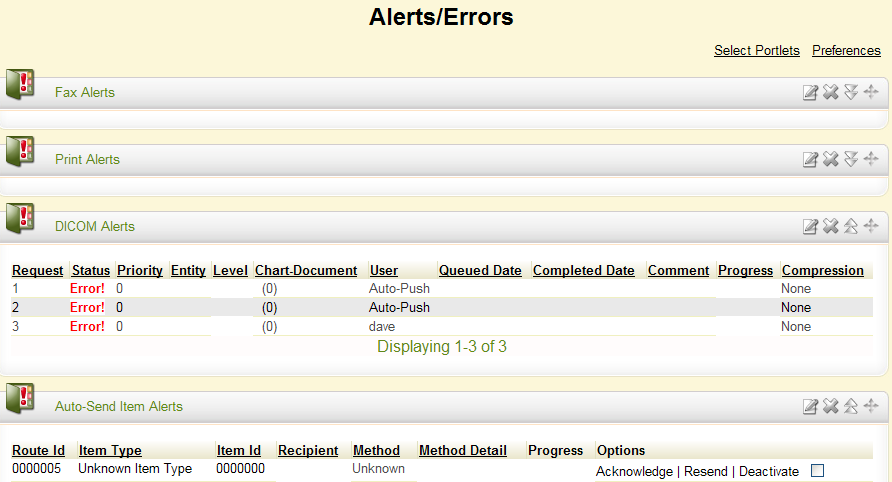 Alerts/Errors
Select Portlets Preferences
Fax Alerts
Print Alerts
DICOM Alerts
Request Status Priority Entity Level Chart-Document User Queued Date Completed Date Comment Progress Compression
1 Error! 0 (0) Auto-Push None
2 Error! 0 (0) Auto-Push None
3 Error! 0 (0) dave None
Displaying 1-3 of 3
Auto-Send Item Alerts
Route Id Item Type Item Id Recipient Method Method Detail Progress Options
0000005 Unknown Item Type 0000000 Unknown Acknowledge | Resend | Deactivate